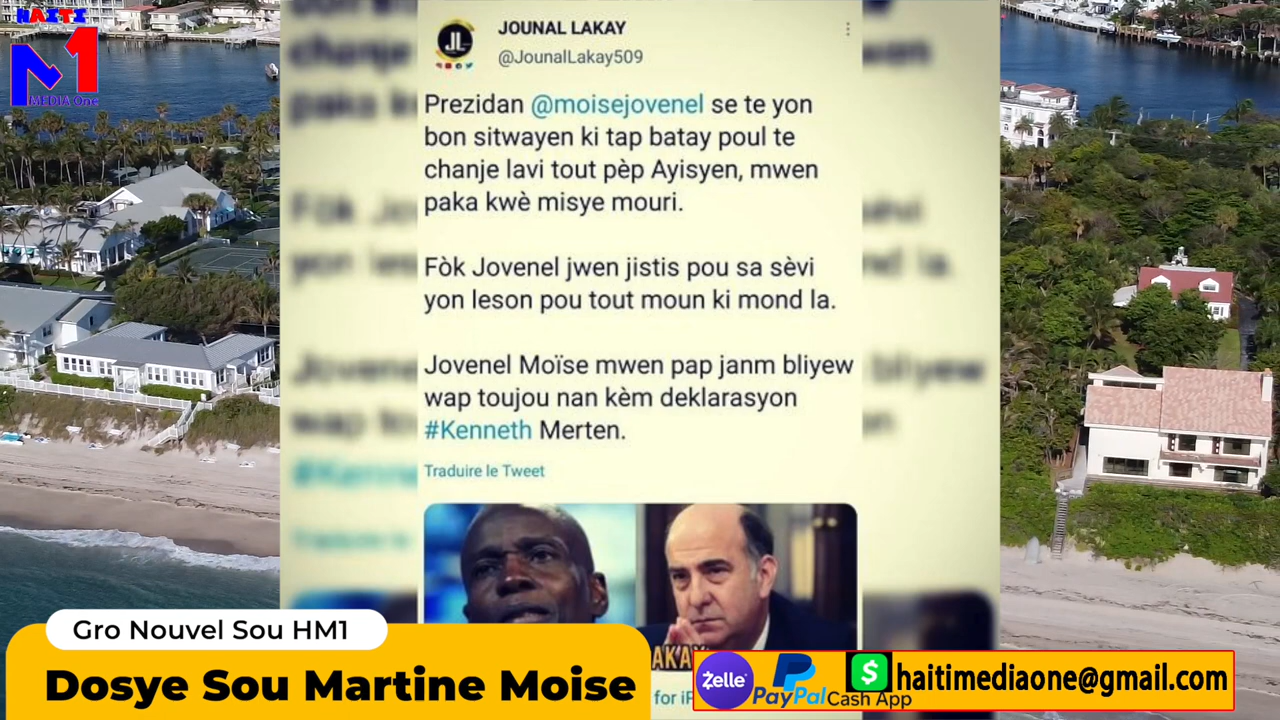 HAITI
M1
MEDIA One
JL
JOUNAL LAKAY
@JounalLakay509
Prezidan @moisejovenel se te yon
bon sitwayen ki tap batay poul te
chanje lavi tout pèp Ayisyen, mwen
paka kwè misye mouri.
Fòk Jovenel jwen jistis pou sa sèvi
yon leson pou tout moun ki mond la.
Jovenel Moïse mwen pap janm bliyew
wap toujou nan kèm deklarasyon
#Kenneth Merten.
Traduire le Tweet
Gro Nouvel Sou HM1
Dosye Sou Martine Moise
for
Zelle
PayPal
$
Cash App
haitimediaone@gmail.com